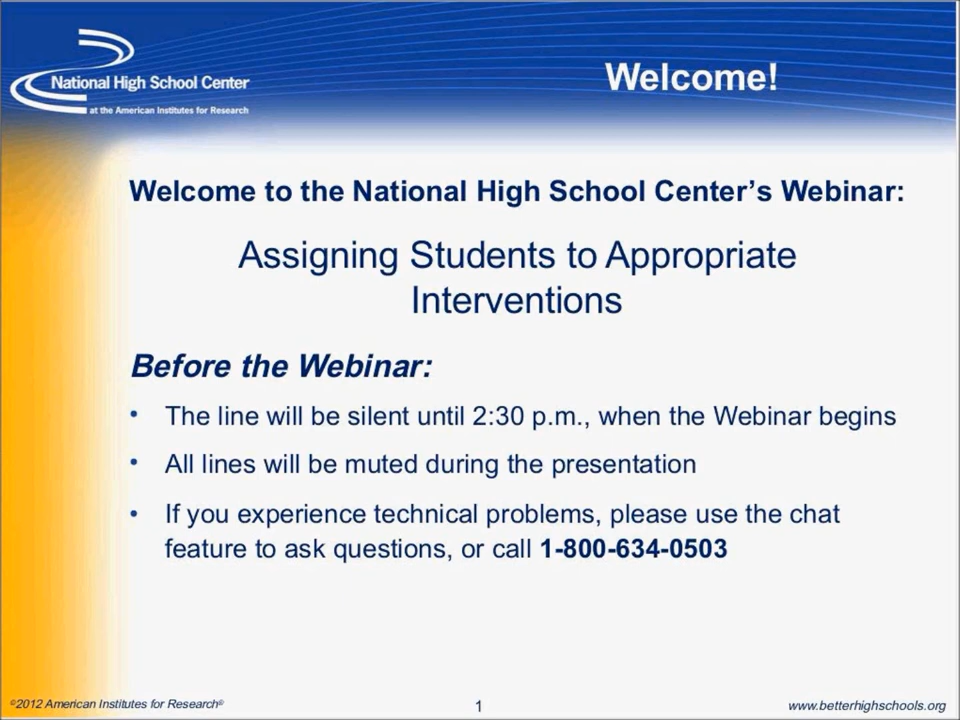 National High School Center
at the American Institutes for Research
Welcome!
Welcome to the National High School Center’s Webinar:
Assigning Students to Appropriate
Interventions
Before the Webinar:
• The line will be silent until 2:30 p.m., when the Webinar begins
• All lines will be muted during the presentation
• If you experience technical problems, please use the chat
feature to ask questions, or call 1-800-634-0503
©2012 American Institutes for Research®
1
www.betterhighschools.org